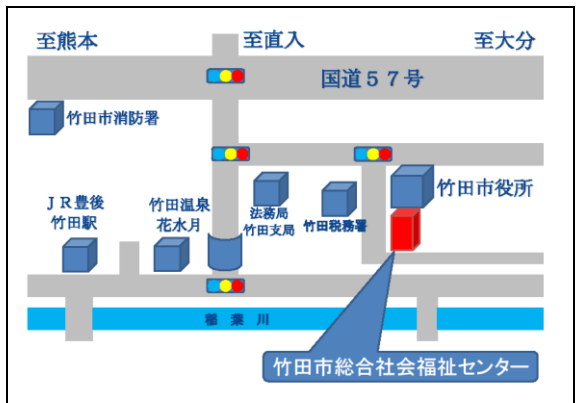 至熊本
至直入
至大分
国道57号
竹田市消防署
竹田市役所
JR豊後
竹田駅
竹田温泉
花水月
法務局
竹田支局
竹田税務署
稲葉川
竹田市総合社会福祉センター